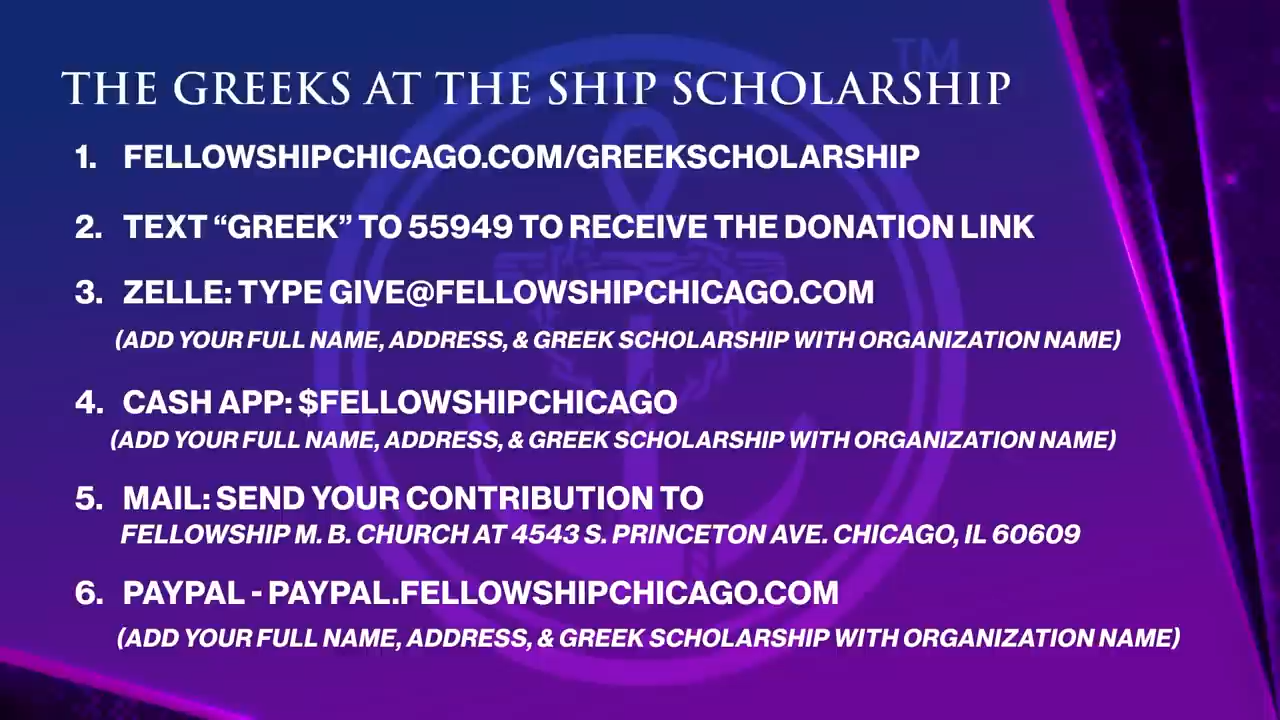 TM
THE GREEKS AT THE SHIP SCHOLARSHIP
1. FELLOWSHIPCHICAGO.COM/GREEKSCHOLARSHIP
2. TEXT “GREEK” TO 55949 TO RECEIVE THE DONATION LINK
3. ZELLE: TYPE GIVE@FELLOWSHIPCHICAGO.COM
(ADD YOUR FULL NAME, ADDRESS, & GREEK SCHOLARSHIP WITH ORGANIZATION NAME)
4. CASH APP: $FELLOWSHIPCHICAGO
(ADD YOUR FULL NAME, ADDRESS, & GREEK SCHOLARSHIP WITH ORGANIZATION NAME)
5. MAIL: SEND YOUR CONTRIBUTION TO
FELLOWSHIP M. B. CHURCH AT 4543 S. PRINCETON AVE. CHICAGO, IL 60609
6. PAYPAL - PAYPAL.FELLOWSHIPCHICAGO.COM
(ADD YOUR FULL NAME, ADDRESS, & GREEK SCHOLARSHIP WITH ORGANIZATION NAME)